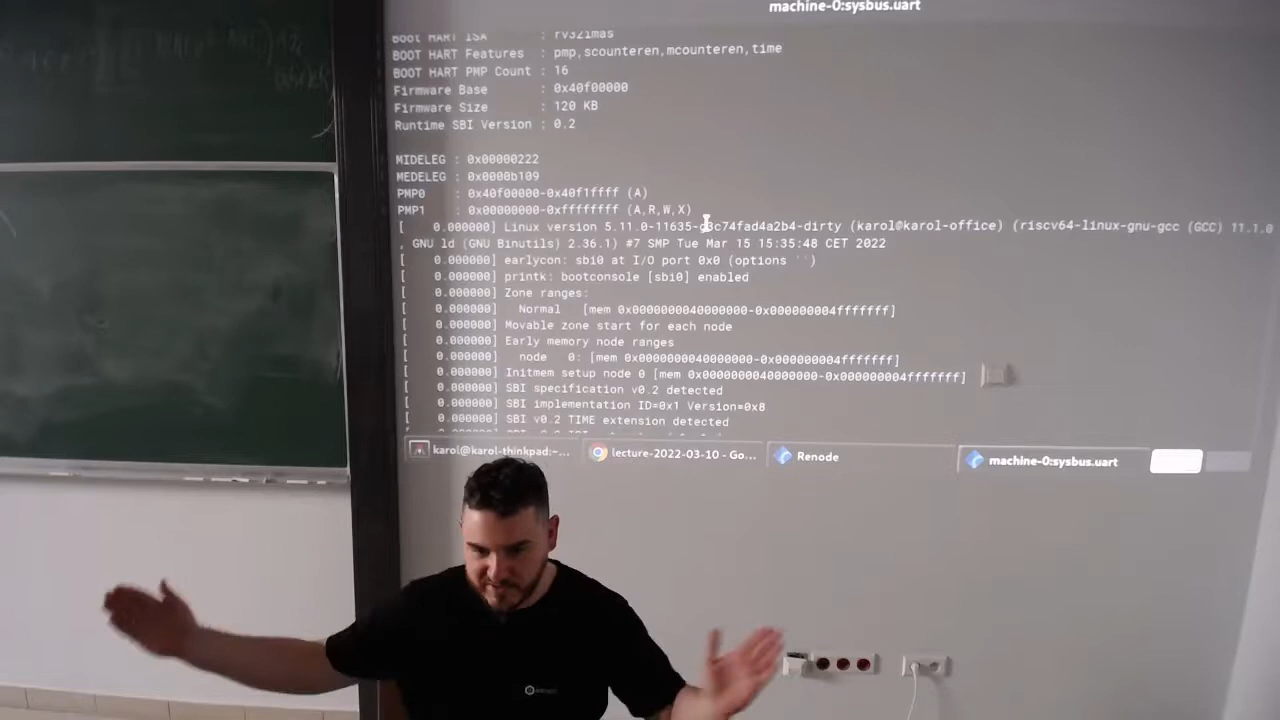 machine-0:sysbus.uart
BOOT HART ISA : rv32imas
BOOT HART Features : pmp,scounteren,mcounteren,time
BOOT HART PMP Count : 16
Firmware Base : 0x40f00000
Firmware Size : 120 KB
Runtime SBI Version : 0.2
MIDELEG : 0x00000222
MEDELEG : 0x0000b109
PMP0 : 0x40f00000-0x40f1ffff (A)
PMP1 : 0x00000000-0xffffffff (A,R,W,X)
[ 0.000000] Linux version 5.11.0-11635-g3c74fad4a2b4-dirty (karol@karol-office) (riscv64-linux-gnu-gcc (GCC) 11.1.0
, GNU ld (GNU Binutils) 2.36.1) #7 SMP Tue Mar 15 15:35:48 CET 2022
[ 0.000000] earlycon: sbi0 at I/O port 0x0 (options '')
[ 0.000000] printk: bootconsole [sbi0] enabled
[ 0.000000] Zone ranges:
[ 0.000000] Normal [mem 0x0000000040000000-0x000000004fffffff]
[ 0.000000] Movable zone start for each node
[ 0.000000] Early memory node ranges
[ 0.000000] node 0: [mem 0x0000000040000000-0x000000004fffffff]
[ 0.000000] Initmem setup node 0 [mem 0x0000000040000000-0x000000004fffffff]
[ 0.000000] SBI specification v0.2 detected
[ 0.000000] SBI implementation ID=0x1 Version=0x8
[ 0.000000] SBI v0.2 TIME extension detected
karol@karol-thinkpad:~... lecture-2022-03-10 - Go... Renode machine-0:sysbus.uart